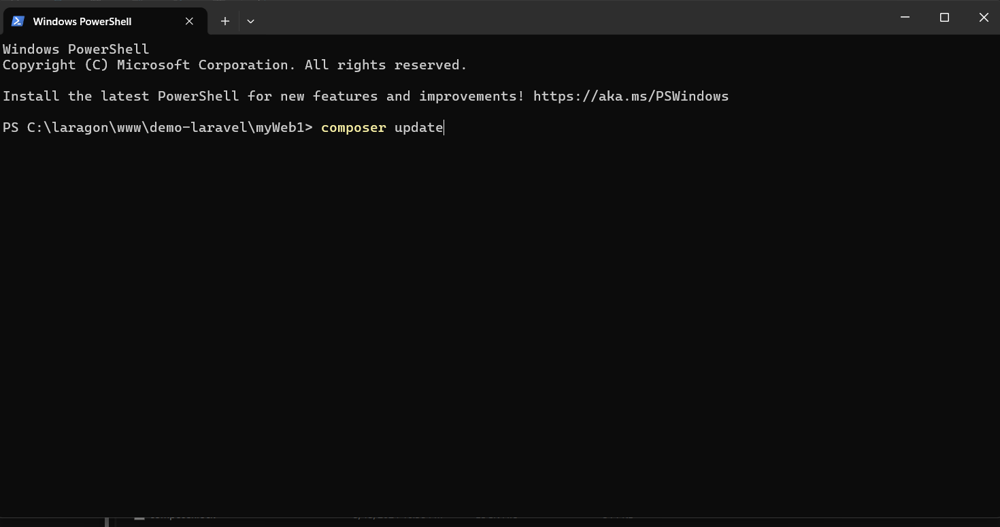 Windows PowerShell
Windows PowerShell
Copyright (C) Microsoft Corporation. All rights reserved.
Install the latest PowerShell for new features and improvements! https://aka.ms/PSWindows
PS C:\laragon\www\demo-laravel\myWeb1> composer update